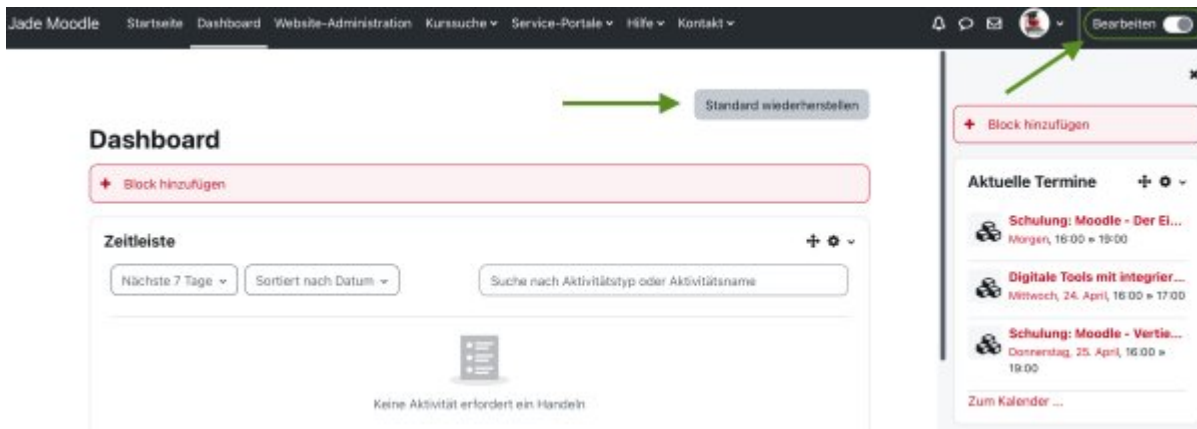 Jade Moodle Startseite Dashboard Website-Administration Kurssuche Service-Portale Hilfe Kontakt Bearbeiten
Standard wiederherstellen
Dashboard
+ Block hinzufügen
Zeitleiste
Nächste 7 Tage Sortiert nach Datum Suche nach Aktivitätstyp oder Aktivitätsname
Keine Aktivität erfordert ein Handeln
+ Block hinzufügen
Aktuelle Termine
Schulung: Moodle - Der Ei...
Morgen, 16:00 » 19:00
Digitale Tools mit integrier...
Mittwoch, 24. April, 16:00 » 17:00
Schulung: Moodle - Vertie...
Donnerstag, 25. April, 16:00 »
19:00
Zum Kalender ...